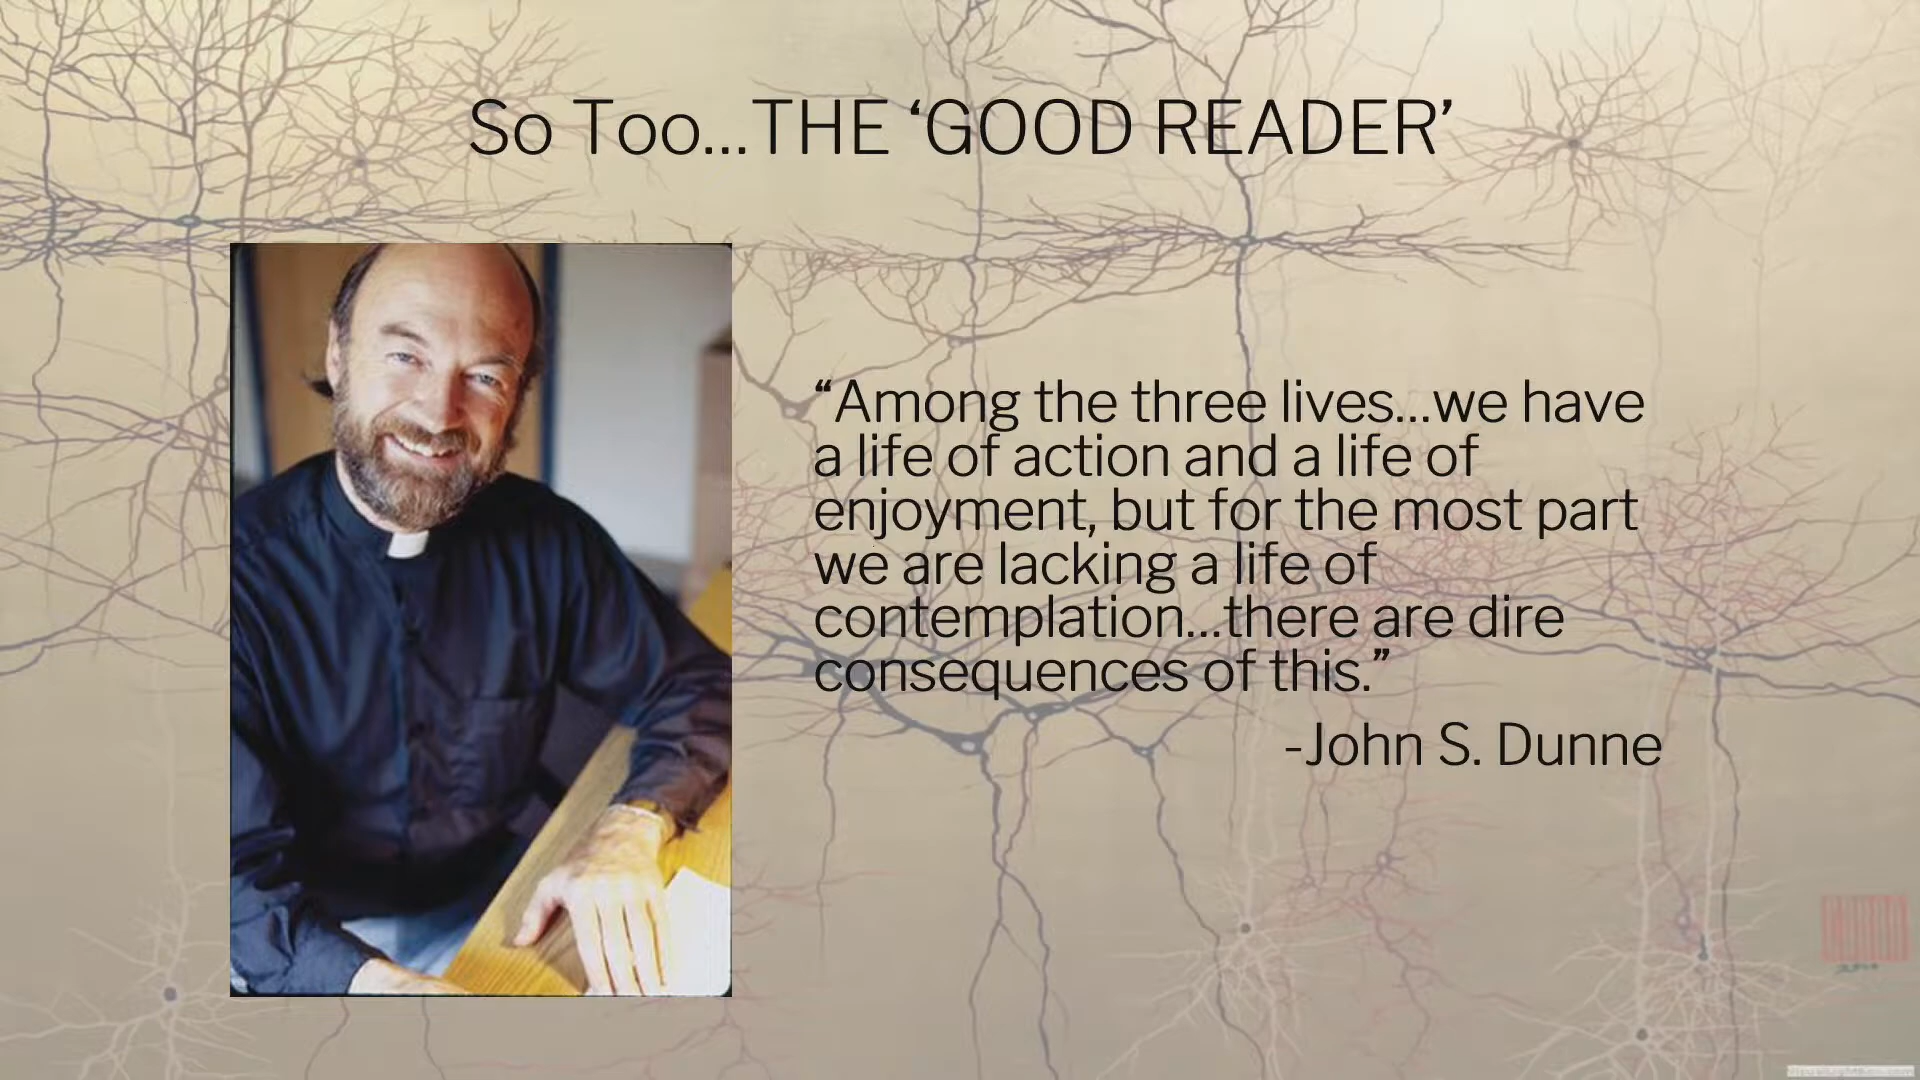 So Too...THE ‘GOOD READER’
“Among the three lives...we have
a life of action and a life of
enjoyment, but for the most part
we are lacking a life of
contemplation...there are dire
consequences of this.”
-John S. Dunne